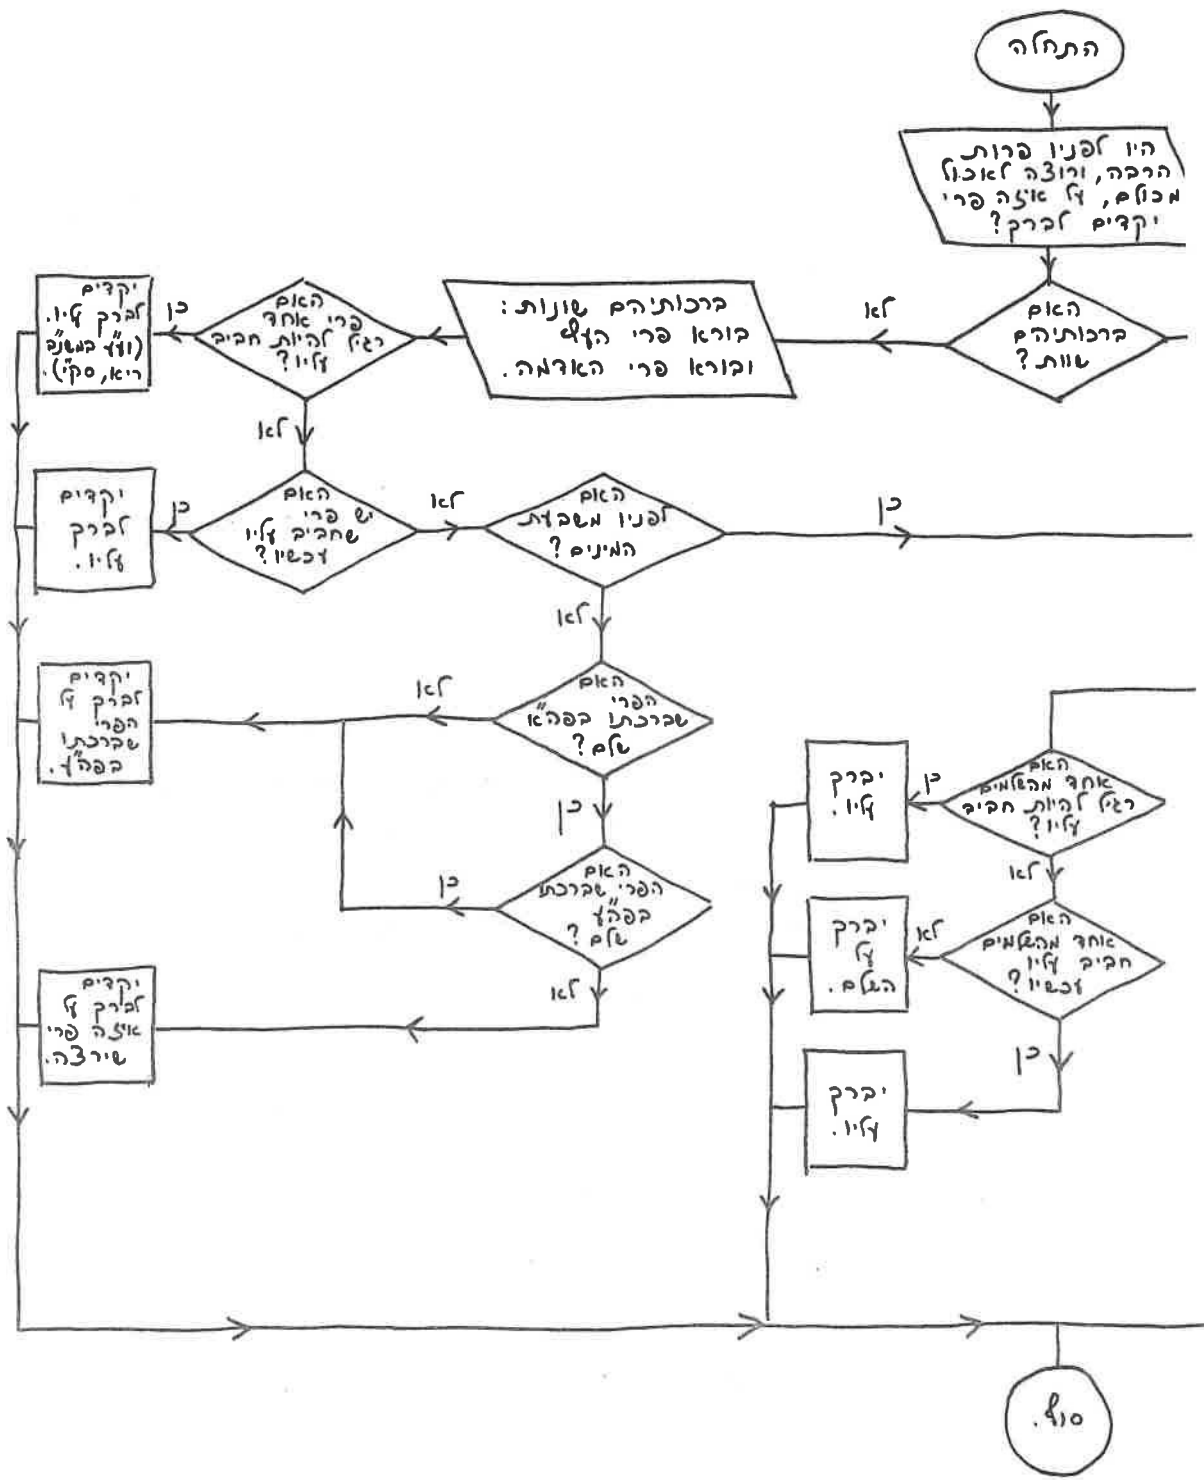 התחלה
היו לפניו פרות
הרבה, ורוצה לאכול
מכולם, על איזה פרי
יקדים לברך?
האם
ברכותיהם
שוות?
לא
ברכותיהם שונות:
בורא פרי העץ
ובורא פרי האדמה.
האם
פרי אחד
רגיל להיות חביב
עליו?
כן
יקדים
לברך עליו.
(וע"ע במשנ"ב
ריא, סק"י).
לא
האם
יש פרי
שחביב עליו
עכשיו?
כן
יקדים
לברך
עליו.
לא
האם
לפניו משבעת
המינים?
כן
לא
האם
הפרי
שברכתו בפה"א
שלם?
לא
יקדים
לברך על
הפרי
שברכתו
בפה"ע.
כן
האם
הפרי שברכתו
בפה"ע
שלם?
כן
לא
יקדים
לברך על
איזה פרי
שירצה.
האם
אחד מהשלמים
רגיל להיות חביב
עליו?
כן
יברך
עליו.
לא
האם
אחד מהשלמים
חביב עליו
עכשיו?
לא
יברך
על
השלם.
כן
יברך
עליו.
סוף.